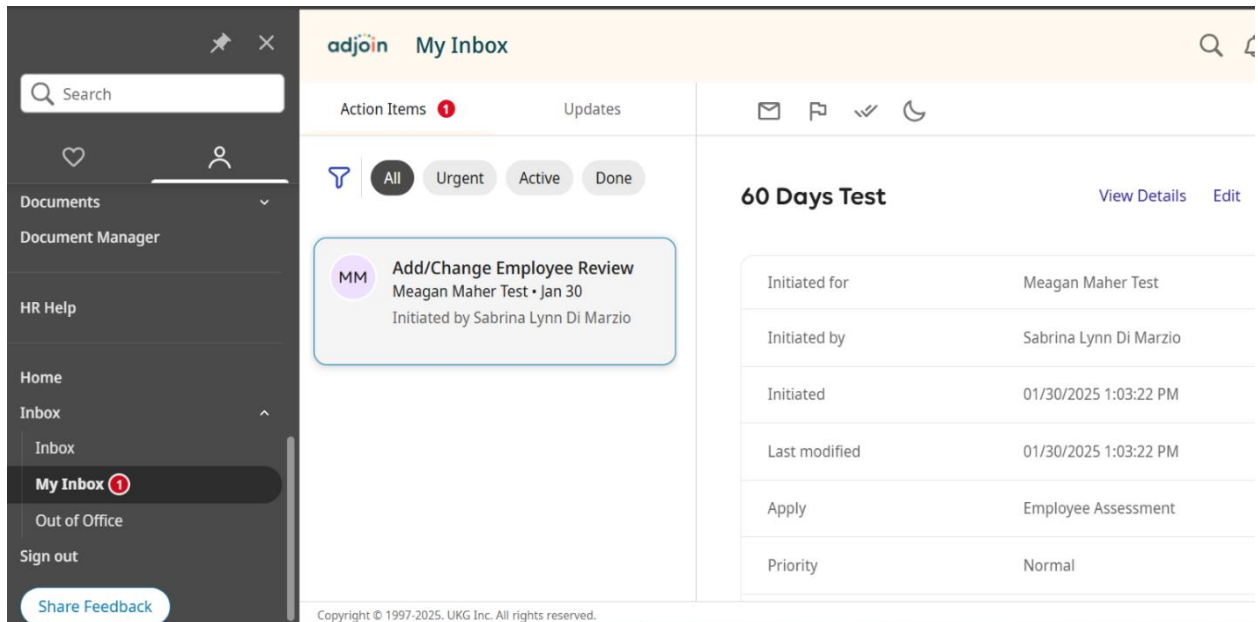 Search
Documents
Document Manager
HR Help
Home
Inbox
Inbox
My Inbox 1
Out of Office
Sign out
Share Feedback
adjoin My Inbox
Action Items 1 Updates
All Urgent Active Done
MM
Add/Change Employee Review
Meagan Maher Test • Jan 30
Initiated by Sabrina Lynn Di Marzio
60 Days Test View Details Edit
Initiated for Meagan Maher Test
Initiated by Sabrina Lynn Di Marzio
Initiated 01/30/2025 1:03:22 PM
Last modified 01/30/2025 1:03:22 PM
Apply Employee Assessment
Priority Normal
Copyright © 1997-2025. UKG Inc. All rights reserved.